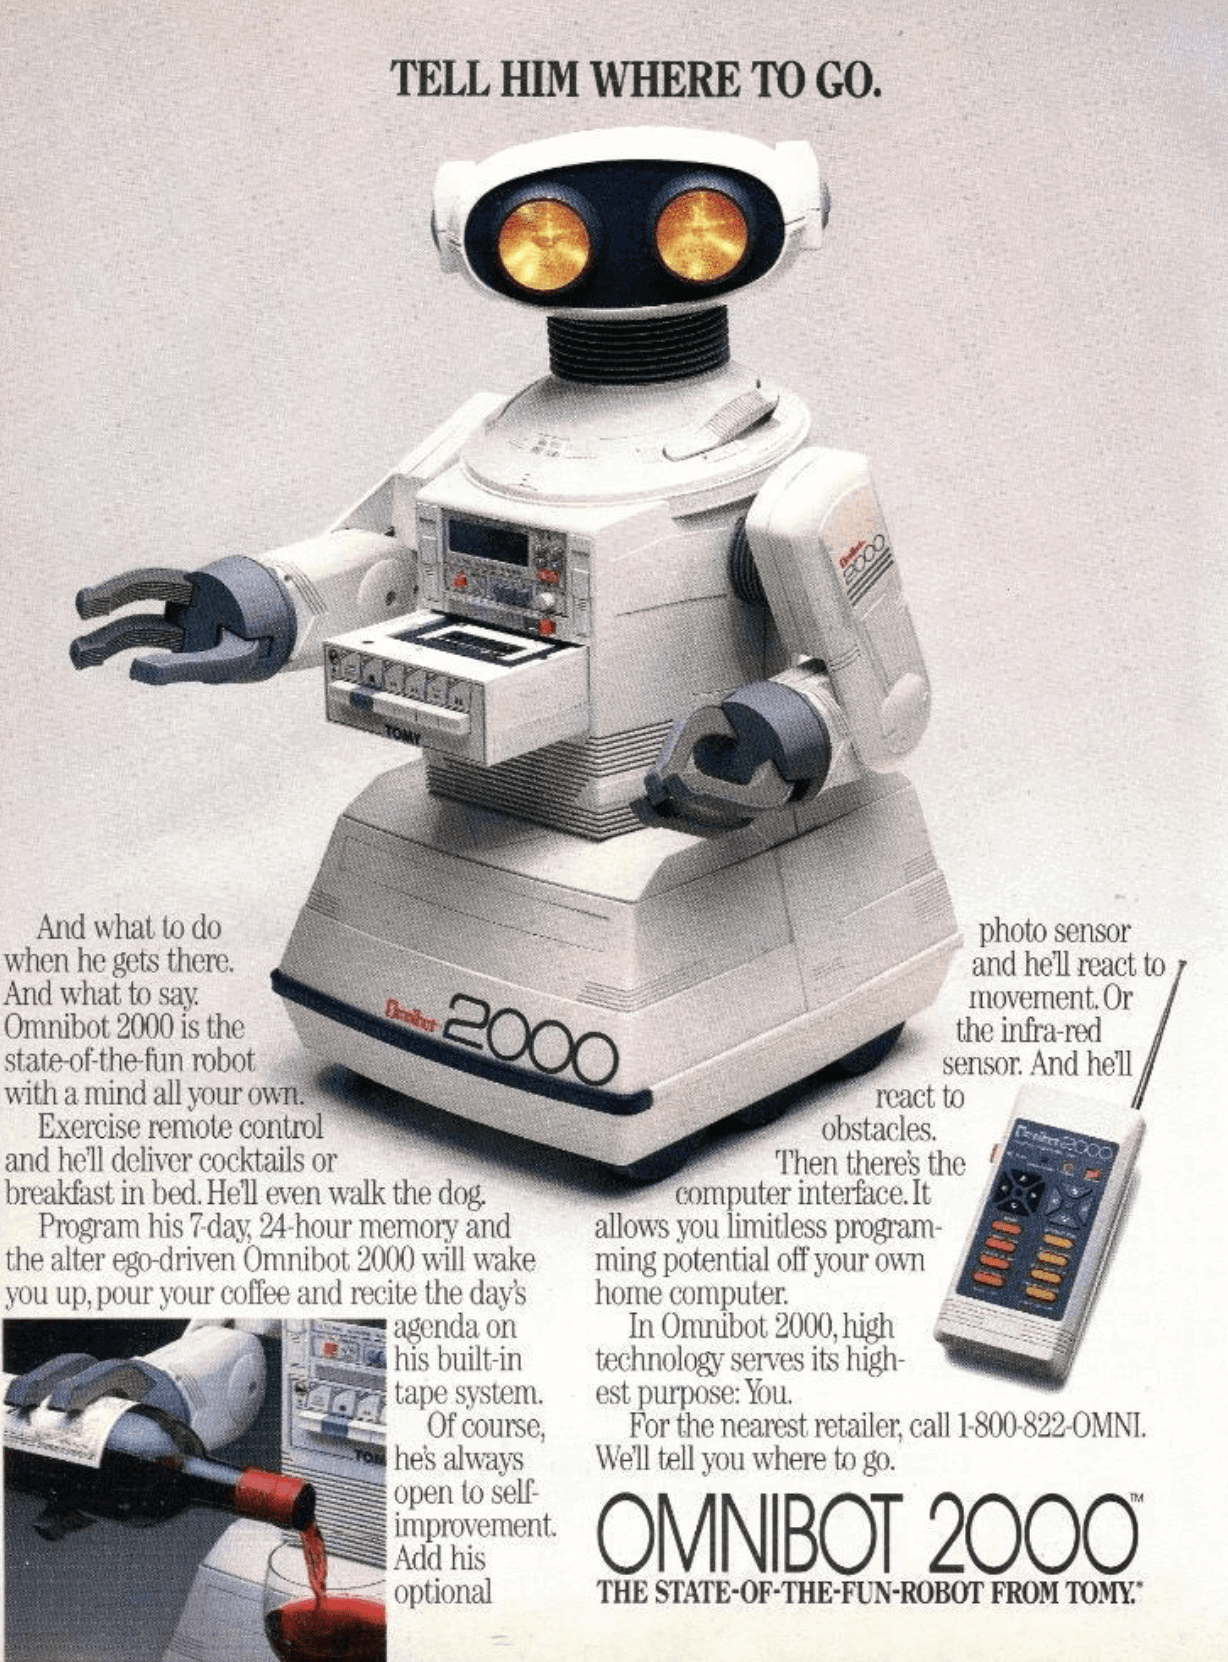 TELL HIM WHERE TO GO.
Omnibot
2000
TOMY
Omnibot 2000
And what to do
when he gets there.
And what to say.
Omnibot 2000 is the
state-of-the-fun robot
with a mind all your own.
Exercise remote control
and he'll deliver cocktails or
breakfast in bed. He'll even walk the dog.
Program his 7-day, 24-hour memory and
the alter ego-driven Omnibot 2000 will wake
you up, pour your coffee and recite the day's
agenda on
his built-in
tape system.
Of course,
he's always
open to self-
improvement.
Add his
optional
TOM
photo sensor
and he'll react to
movement. Or
the infra-red
sensor. And he'll
react to
obstacles.
Then there's the
computer interface. It
allows you limitless program-
ming potential off your own
home computer.
In Omnibot 2000, high
technology serves its high-
est purpose: You.
For the nearest retailer, call 1-800-822-OMNI.
We'll tell you where to go.
Omnibot 2000
OMNIBOT 2000™
THE STATE-OF-THE-FUN-ROBOT FROM TOMY.®